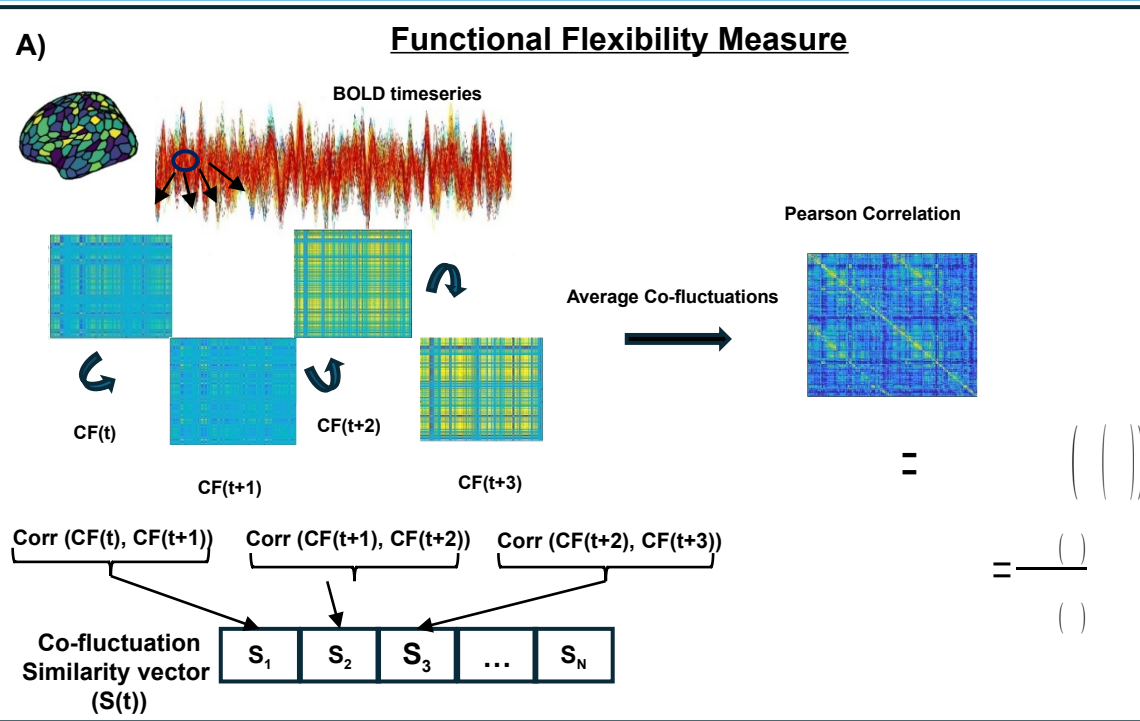 A)
Functional Flexibility Measure
BOLD timeseries
Pearson Correlation
Average Co-fluctuations
CF(t)
CF(t+2)
CF(t+1)
CF(t+3)
=
Corr (CF(t), CF(t+1))
Corr (CF(t+1), CF(t+2))
Corr (CF(t+2), CF(t+3))
=
Co-fluctuation
Similarity vector
(S(t))
S₁ S₂ S₃ ... S_N